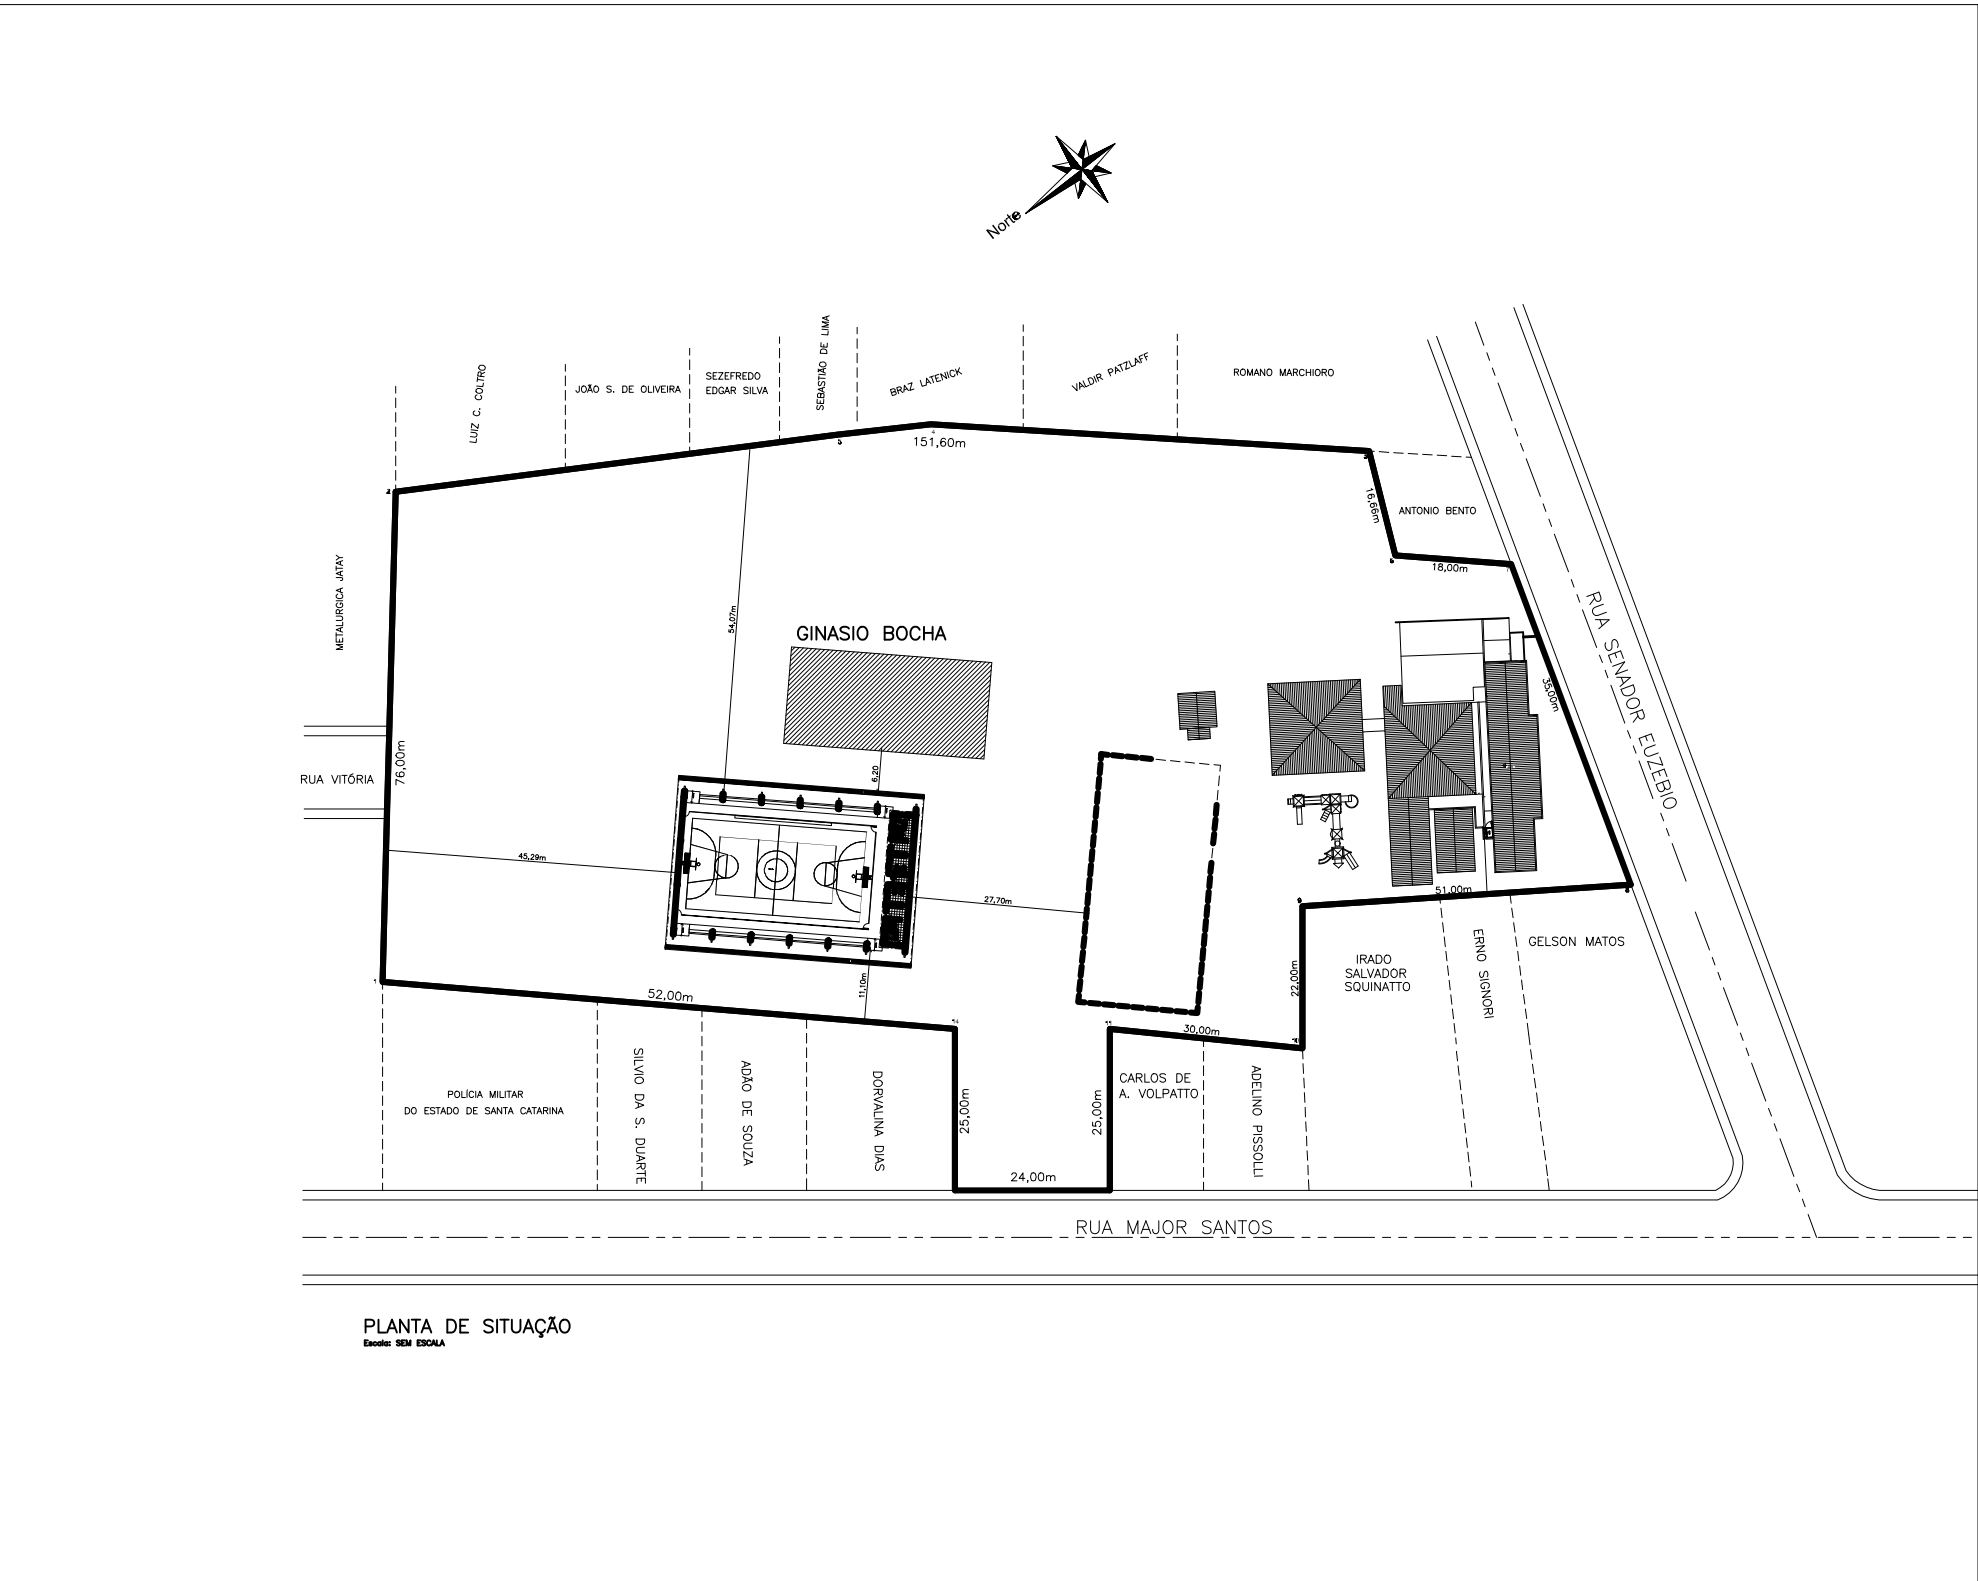 Norte
LUIZ C. COLTRO
JOÃO S. DE OLIVEIRA
SEZEFREDO
EDGAR SILVA
SEBASTIÃO DE LIMA
BRAZ LATENICK
VALDIR PATZLAFF
ROMANO MARCHIORO
151,60m
16,66m
ANTONIO BENTO
18,00m
METALURGICA JATAY
54,07m
GINASIO BOCHA
RUA SENADOR EUZEBIO
35,00m
76,00m
RUA VITÓRIA
6,20
45,29m
27,70m
51,00m
11,10m
52,00m
22,00m
IRADO
SALVADOR
SQUINATTO
ERNO SIGNORI
GELSON MATOS
30,00m
POLÍCIA MILITAR
DO ESTADO DE SANTA CATARINA
SILVIO DA S. DUARTE
ADÃO DE SOUZA
DORVALINA DIAS
25,00m
25,00m
CARLOS DE
A. VOLPATTO
ADELINO PISSOLLI
24,00m
RUA MAJOR SANTOS
PLANTA DE SITUAÇÃO
Escala: SEM ESCALA